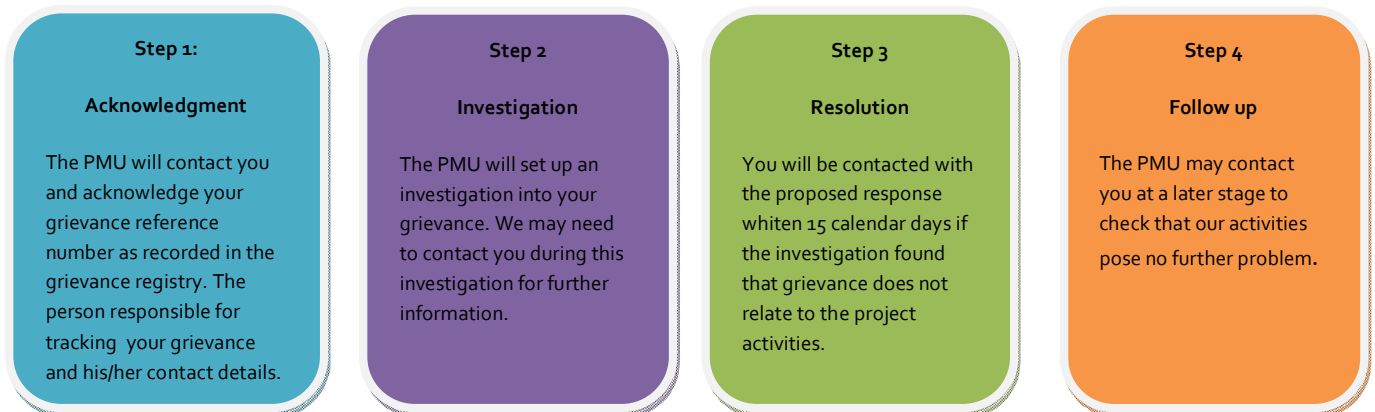 Step 1:
Acknowledgment
The PMU will contact you
and acknowledge your
grievance reference
number as recorded in the
grievance registry. The
person responsible for
tracking  your grievance
and his/her contact details.
Step 2
Investigation
The PMU will set up an
investigation into your
grievance. We may need
to contact you during this
investigation for further
information.
Step 3
Resolution
You will be contacted with
the proposed response
whiten 15 calendar days if
the investigation found
that grievance does not
relate to the project
activities.
Step 4
Follow up
The PMU may contact
you at a later stage to
check that our activities
pose no further problem.